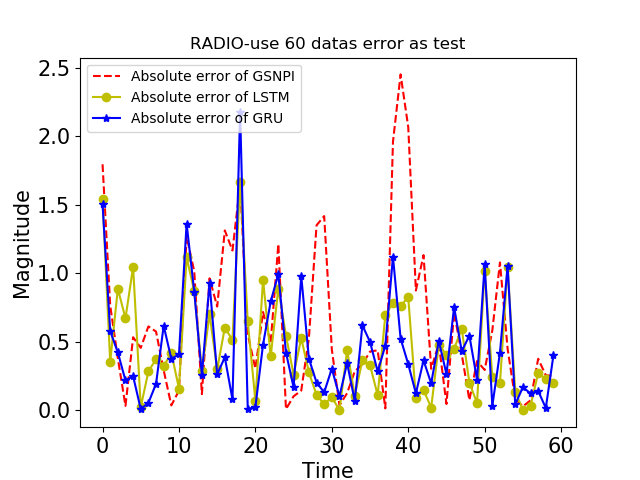 RADIO-use 60 datas error as test
Absolute error of GSNPI
Absolute error of LSTM
Absolute error of GRU
Magnitude
2.5
2.0
1.5
1.0
0.5
0.0
0 10 20 30 40 50 60
Time